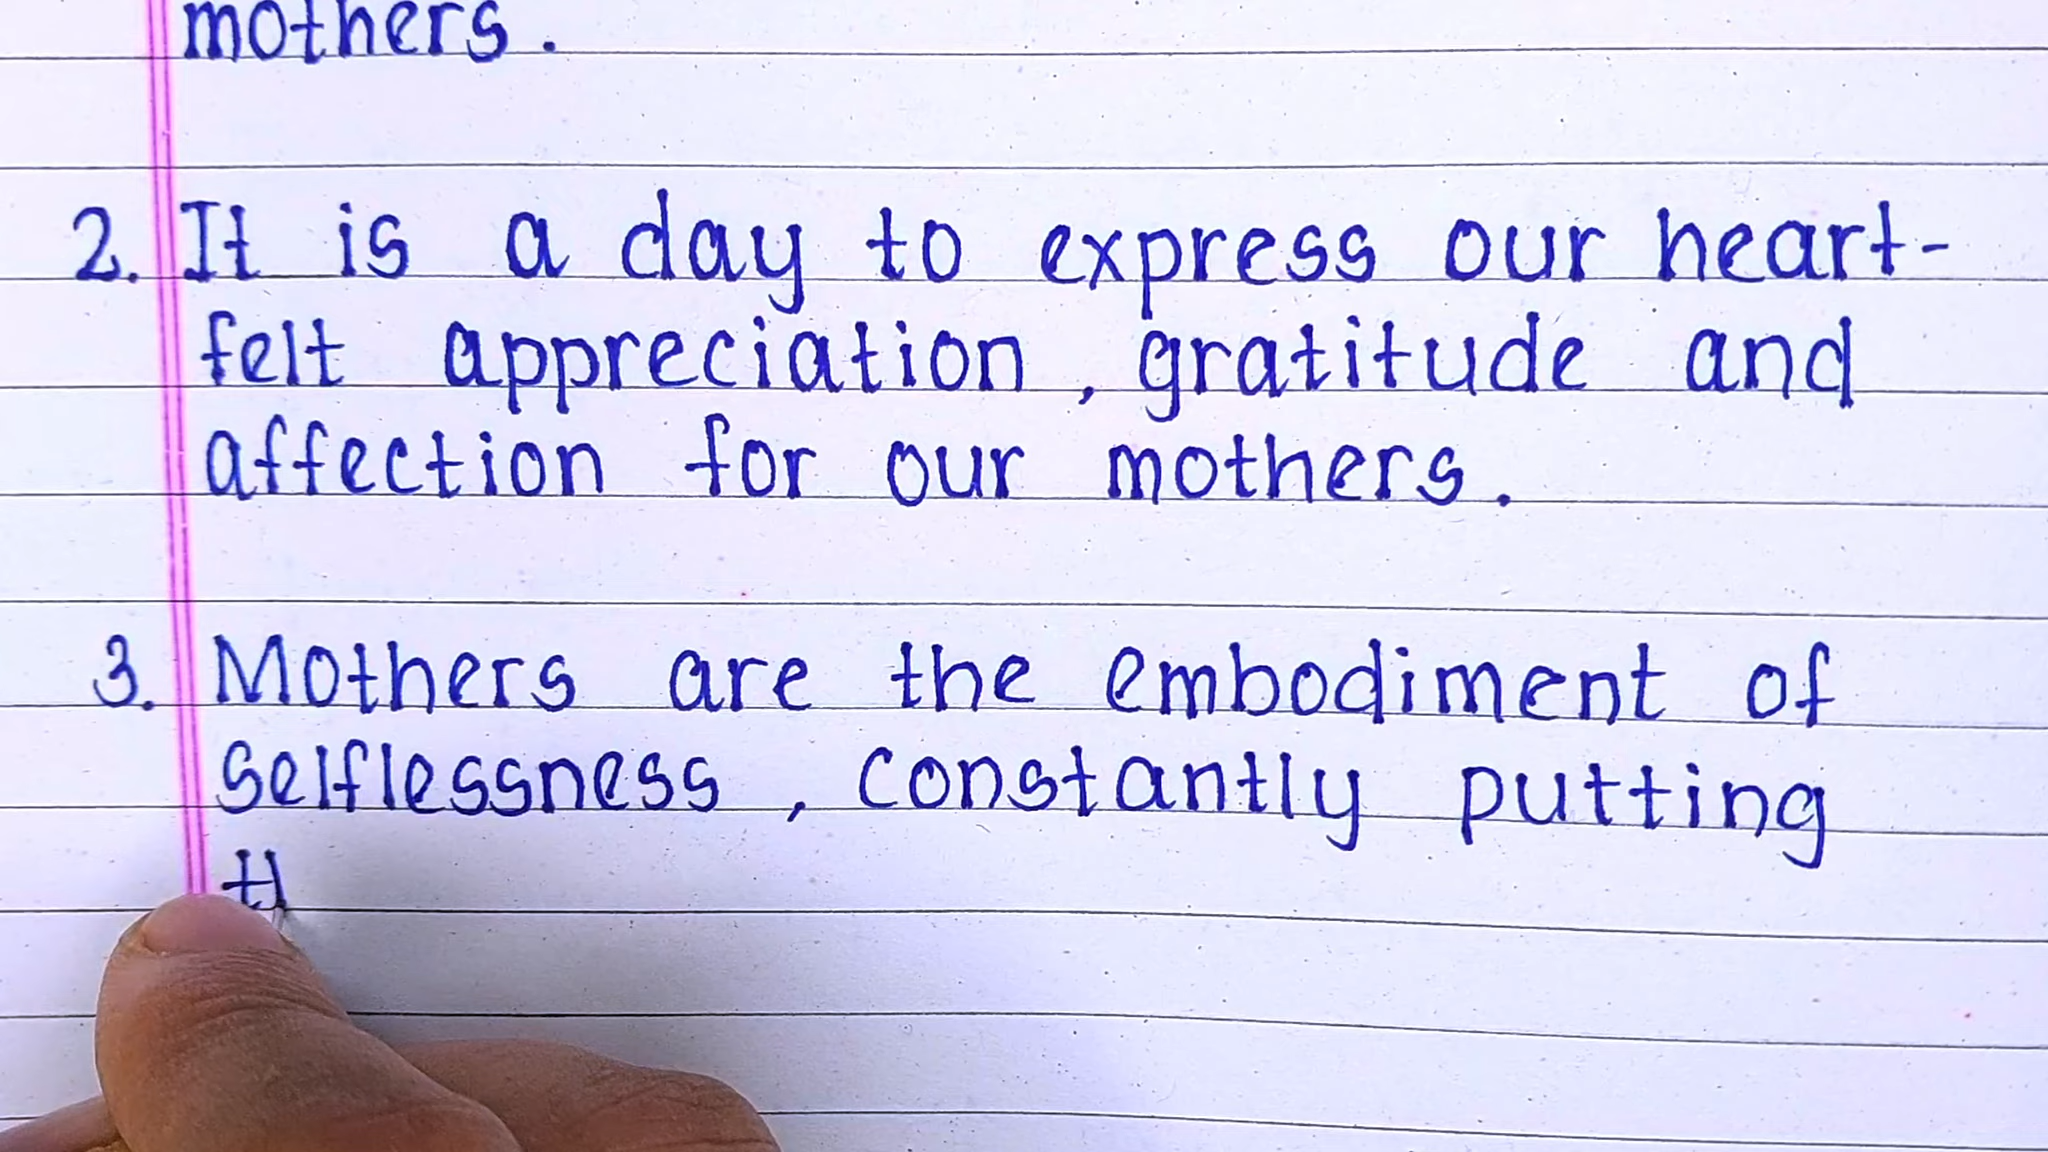 mothers.
2. It is a day to express our heart-
felt appreciation, gratitude and
affection for our mothers.
3. Mothers are the embodiment of
selflessness, constantly putting